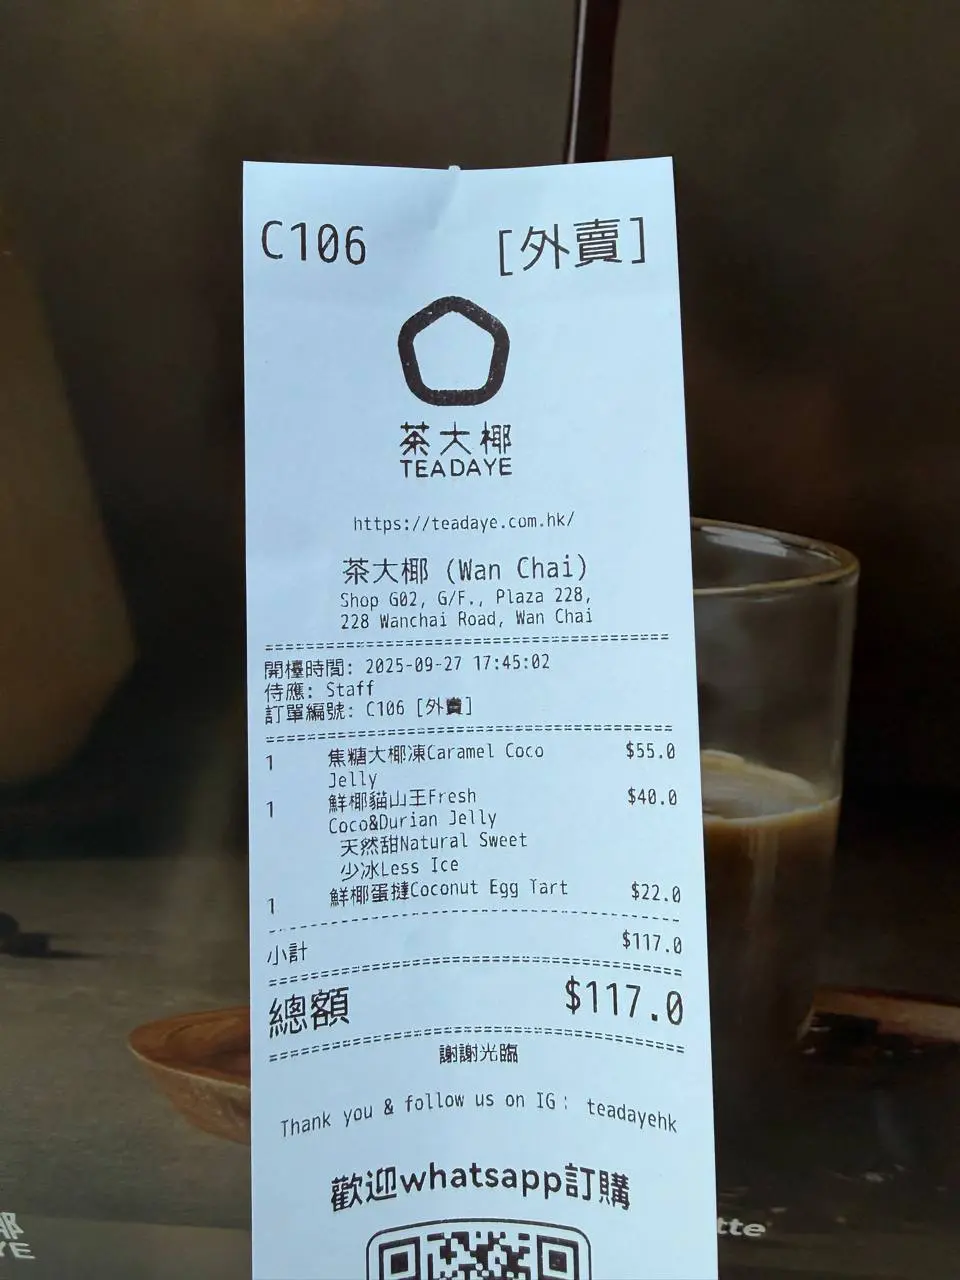 C106 [外賣]
茶大椰
TEADAYE
https://teadaye.com.hk/
茶大椰 (Wan Chai)
Shop G02, G/F., Plaza 228,
228 Wanchai Road, Wan Chai
開檯時間: 2025-09-27 17:45:02
侍應: Staff
訂單編號: C106 [外賣]
1 焦糖大椰凍Caramel Coco $55.0
Jelly
1 鮮椰貓山王Fresh $40.0
Coco&Durian Jelly
天然甜Natural Sweet
少冰Less Ice
1 鮮椰蛋撻Coconut Egg Tart $22.0
小計 $117.0
總額 $117.0
謝謝光臨
Thank you & follow us on IG: teadayehk
歡迎whatsapp訂購
椰
YE
tte